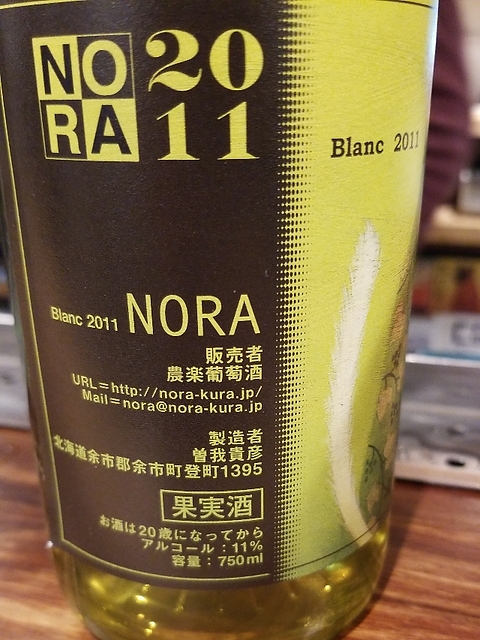 NO 20
RA 11
Blanc 2011
Blanc 2011 NORA
販売者
農楽葡萄酒
URL=http://nora-kura.jp/
Mail=nora@nora-kura.jp
製造者
曽我貴彦
北海道余市郡余市町登町1395
果実酒
お酒は20歳になってから
アルコール：11%
容量：750ml